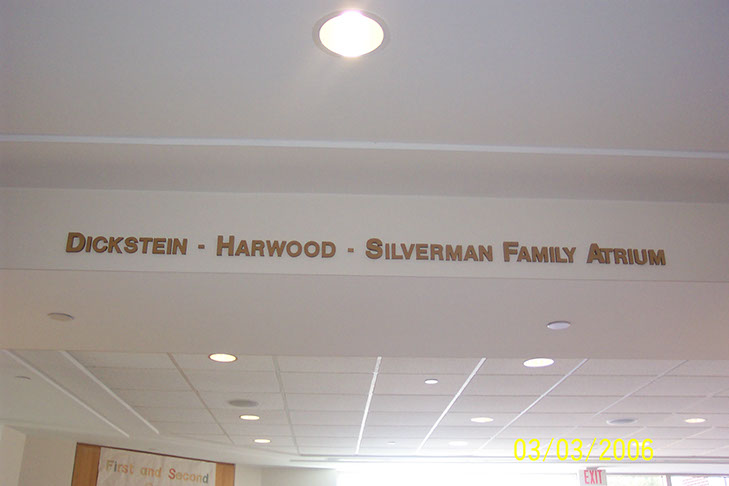 DICKSTEIN - HARWOOD - SILVERMAN FAMILY ATRIUM
03/03/2006
First and Second
EXIT